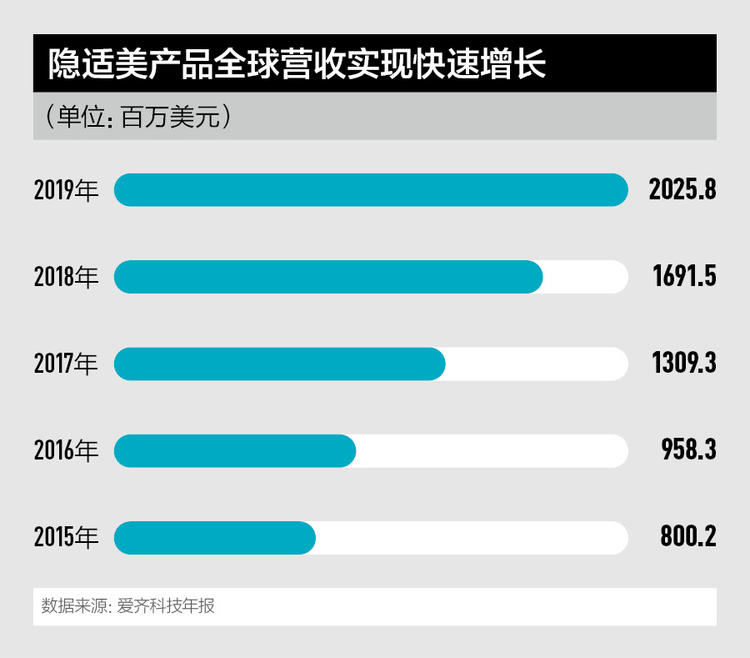 隐适美产品全球营收实现快速增长
（单位：百万美元）
2019年 2025.8
2018年 1691.5
2017年 1309.3
2016年 958.3
2015年 800.2
数据来源：爱齐科技年报